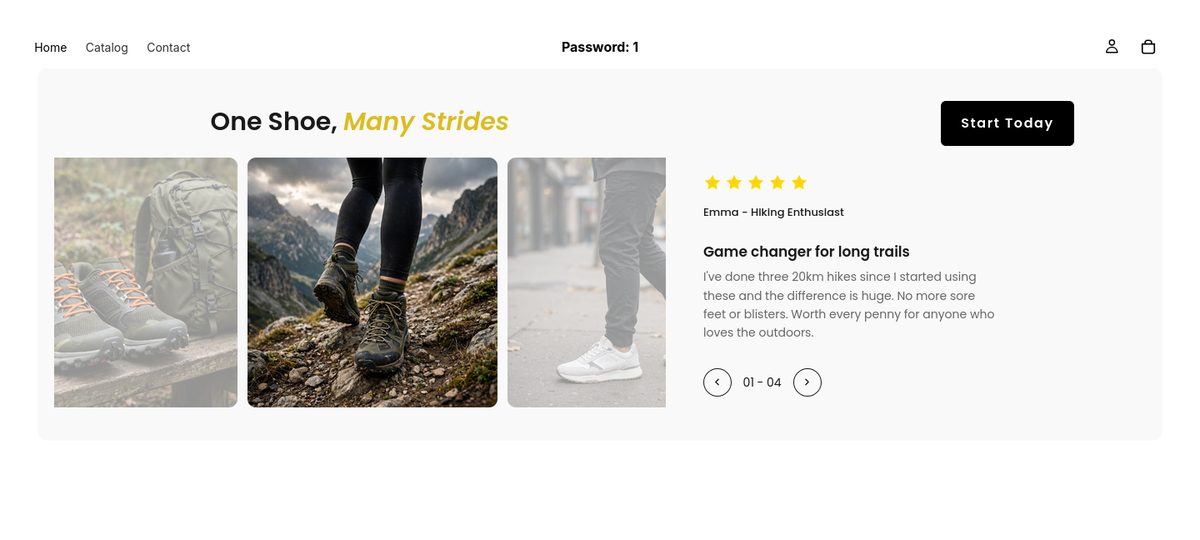 Home Catalog Contact
Password: 1
One Shoe, Many Strides
Start Today
Emma - Hiking Enthusiast
Game changer for long trails
I've done three 20km hikes since I started using
these and the difference is huge. No more sore
feet or blisters. Worth every penny for anyone who
loves the outdoors.
01 - 04